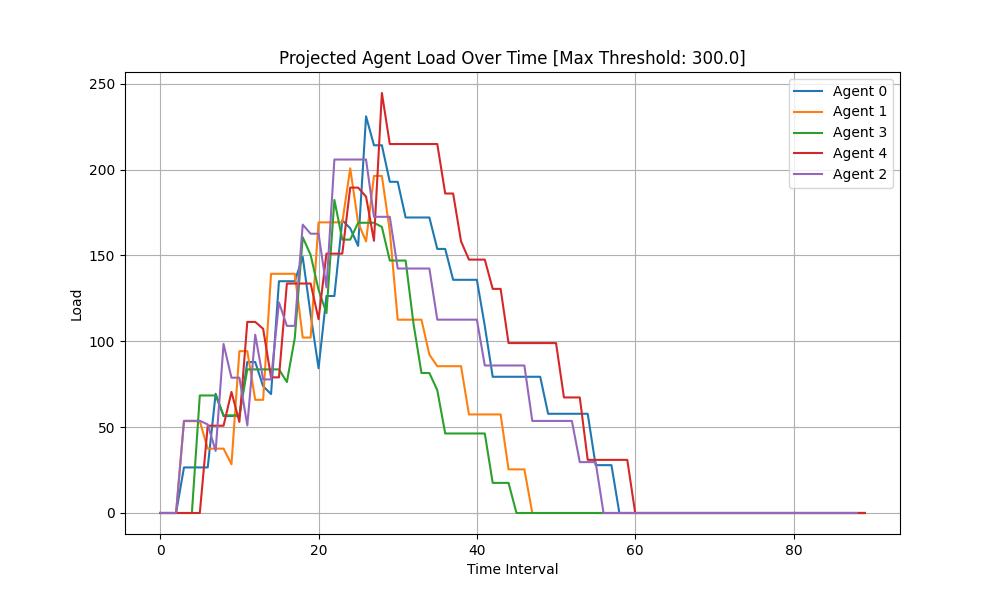 Projected Agent Load Over Time [Max Threshold: 300.0]
Load
250
200
150
100
50
0
Agent 0
Agent 1
Agent 3
Agent 4
Agent 2
0 20 40 60 80
Time Interval